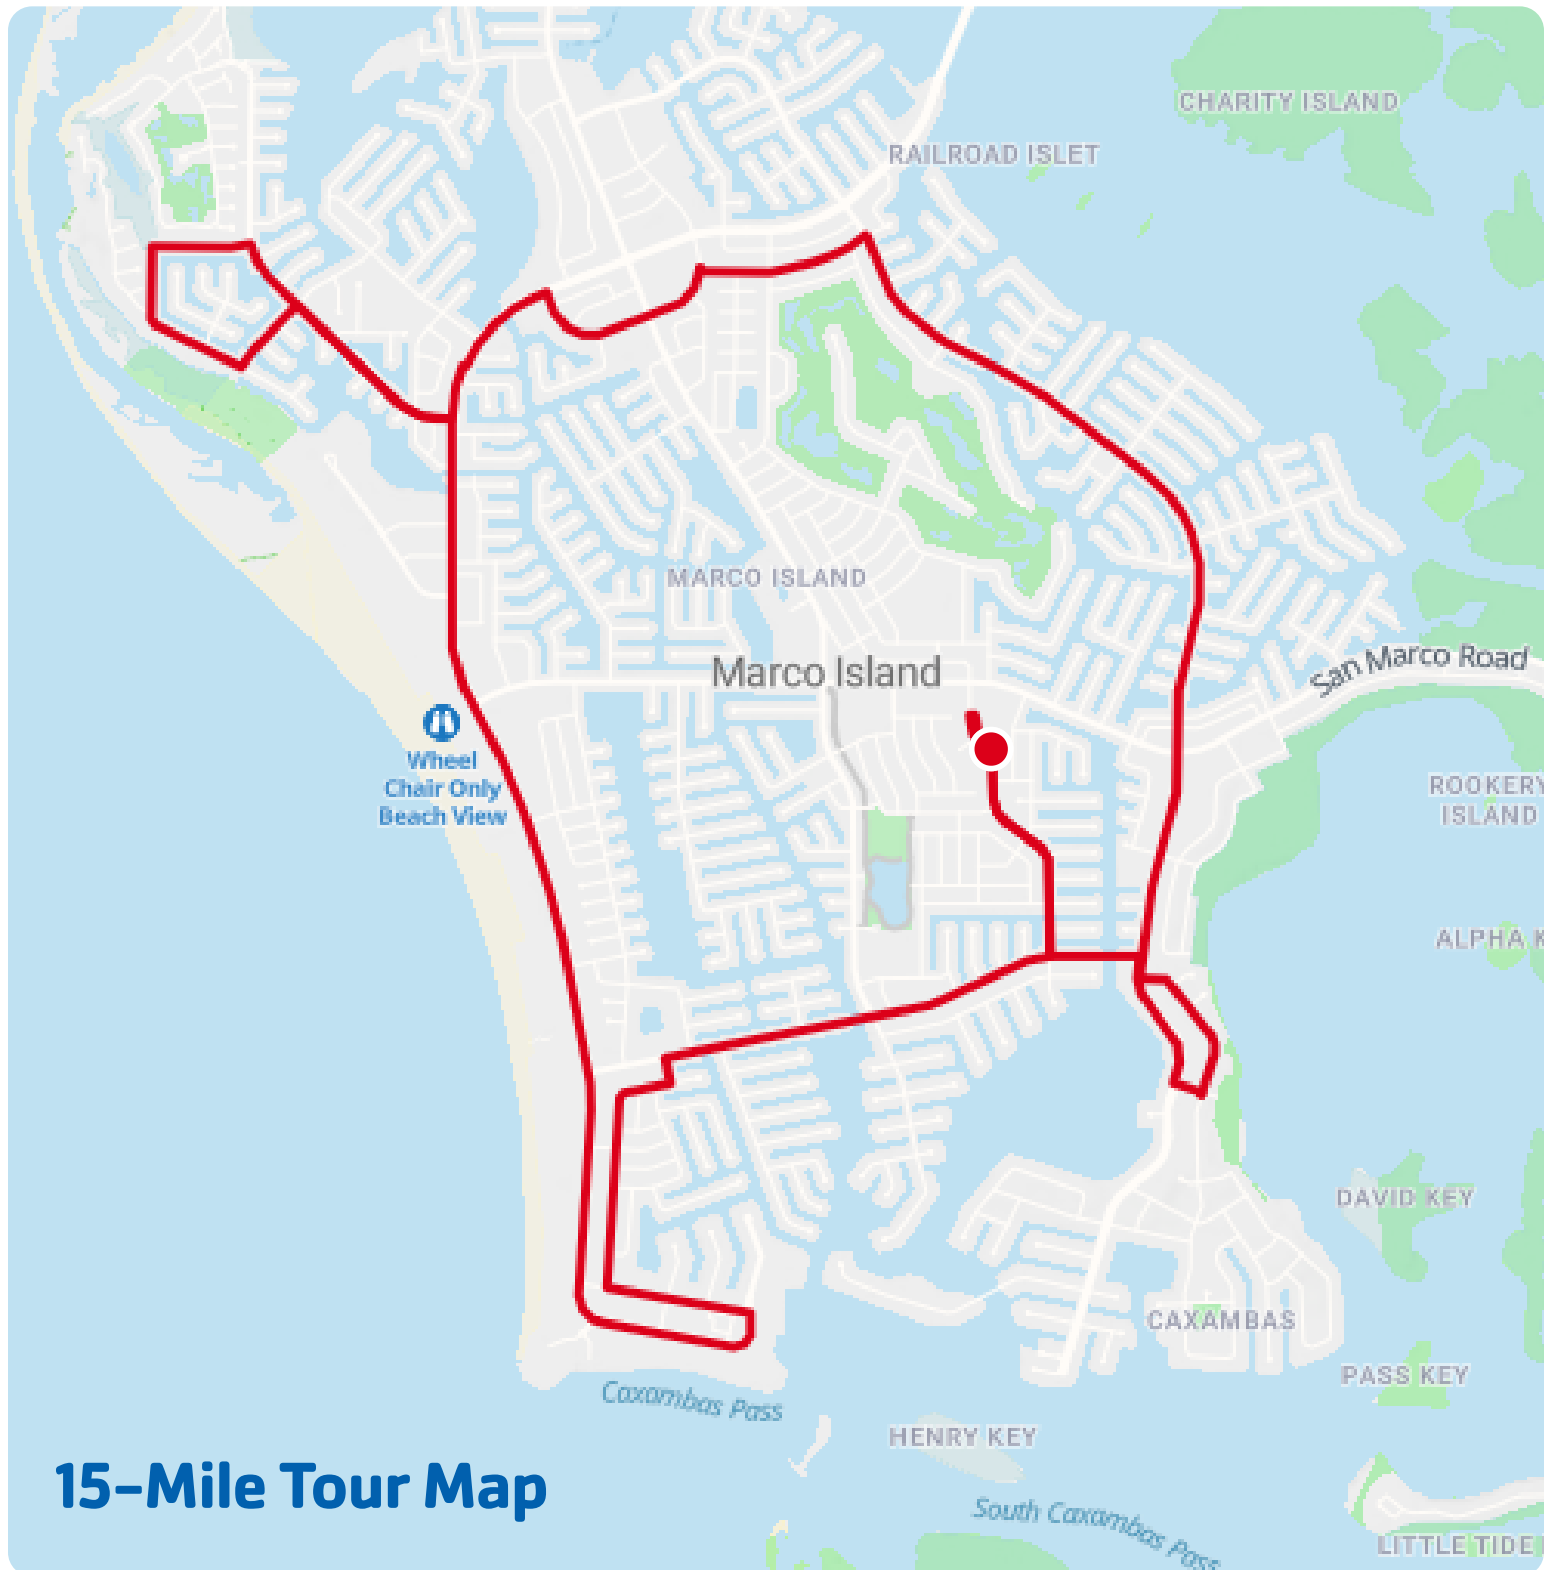 CHARITY ISLAND
RAILROAD ISLET
MARCO ISLAND
Marco Island
San Marco Road
Wheel
Chair Only
Beach View
ROOKERY
ISLAND
ALPHA K
DAVID KEY
CAXAMBAS
PASS KEY
Caxambas Pass
HENRY KEY
15-Mile Tour Map
South Caxambas Pass
LITTLE TIDE